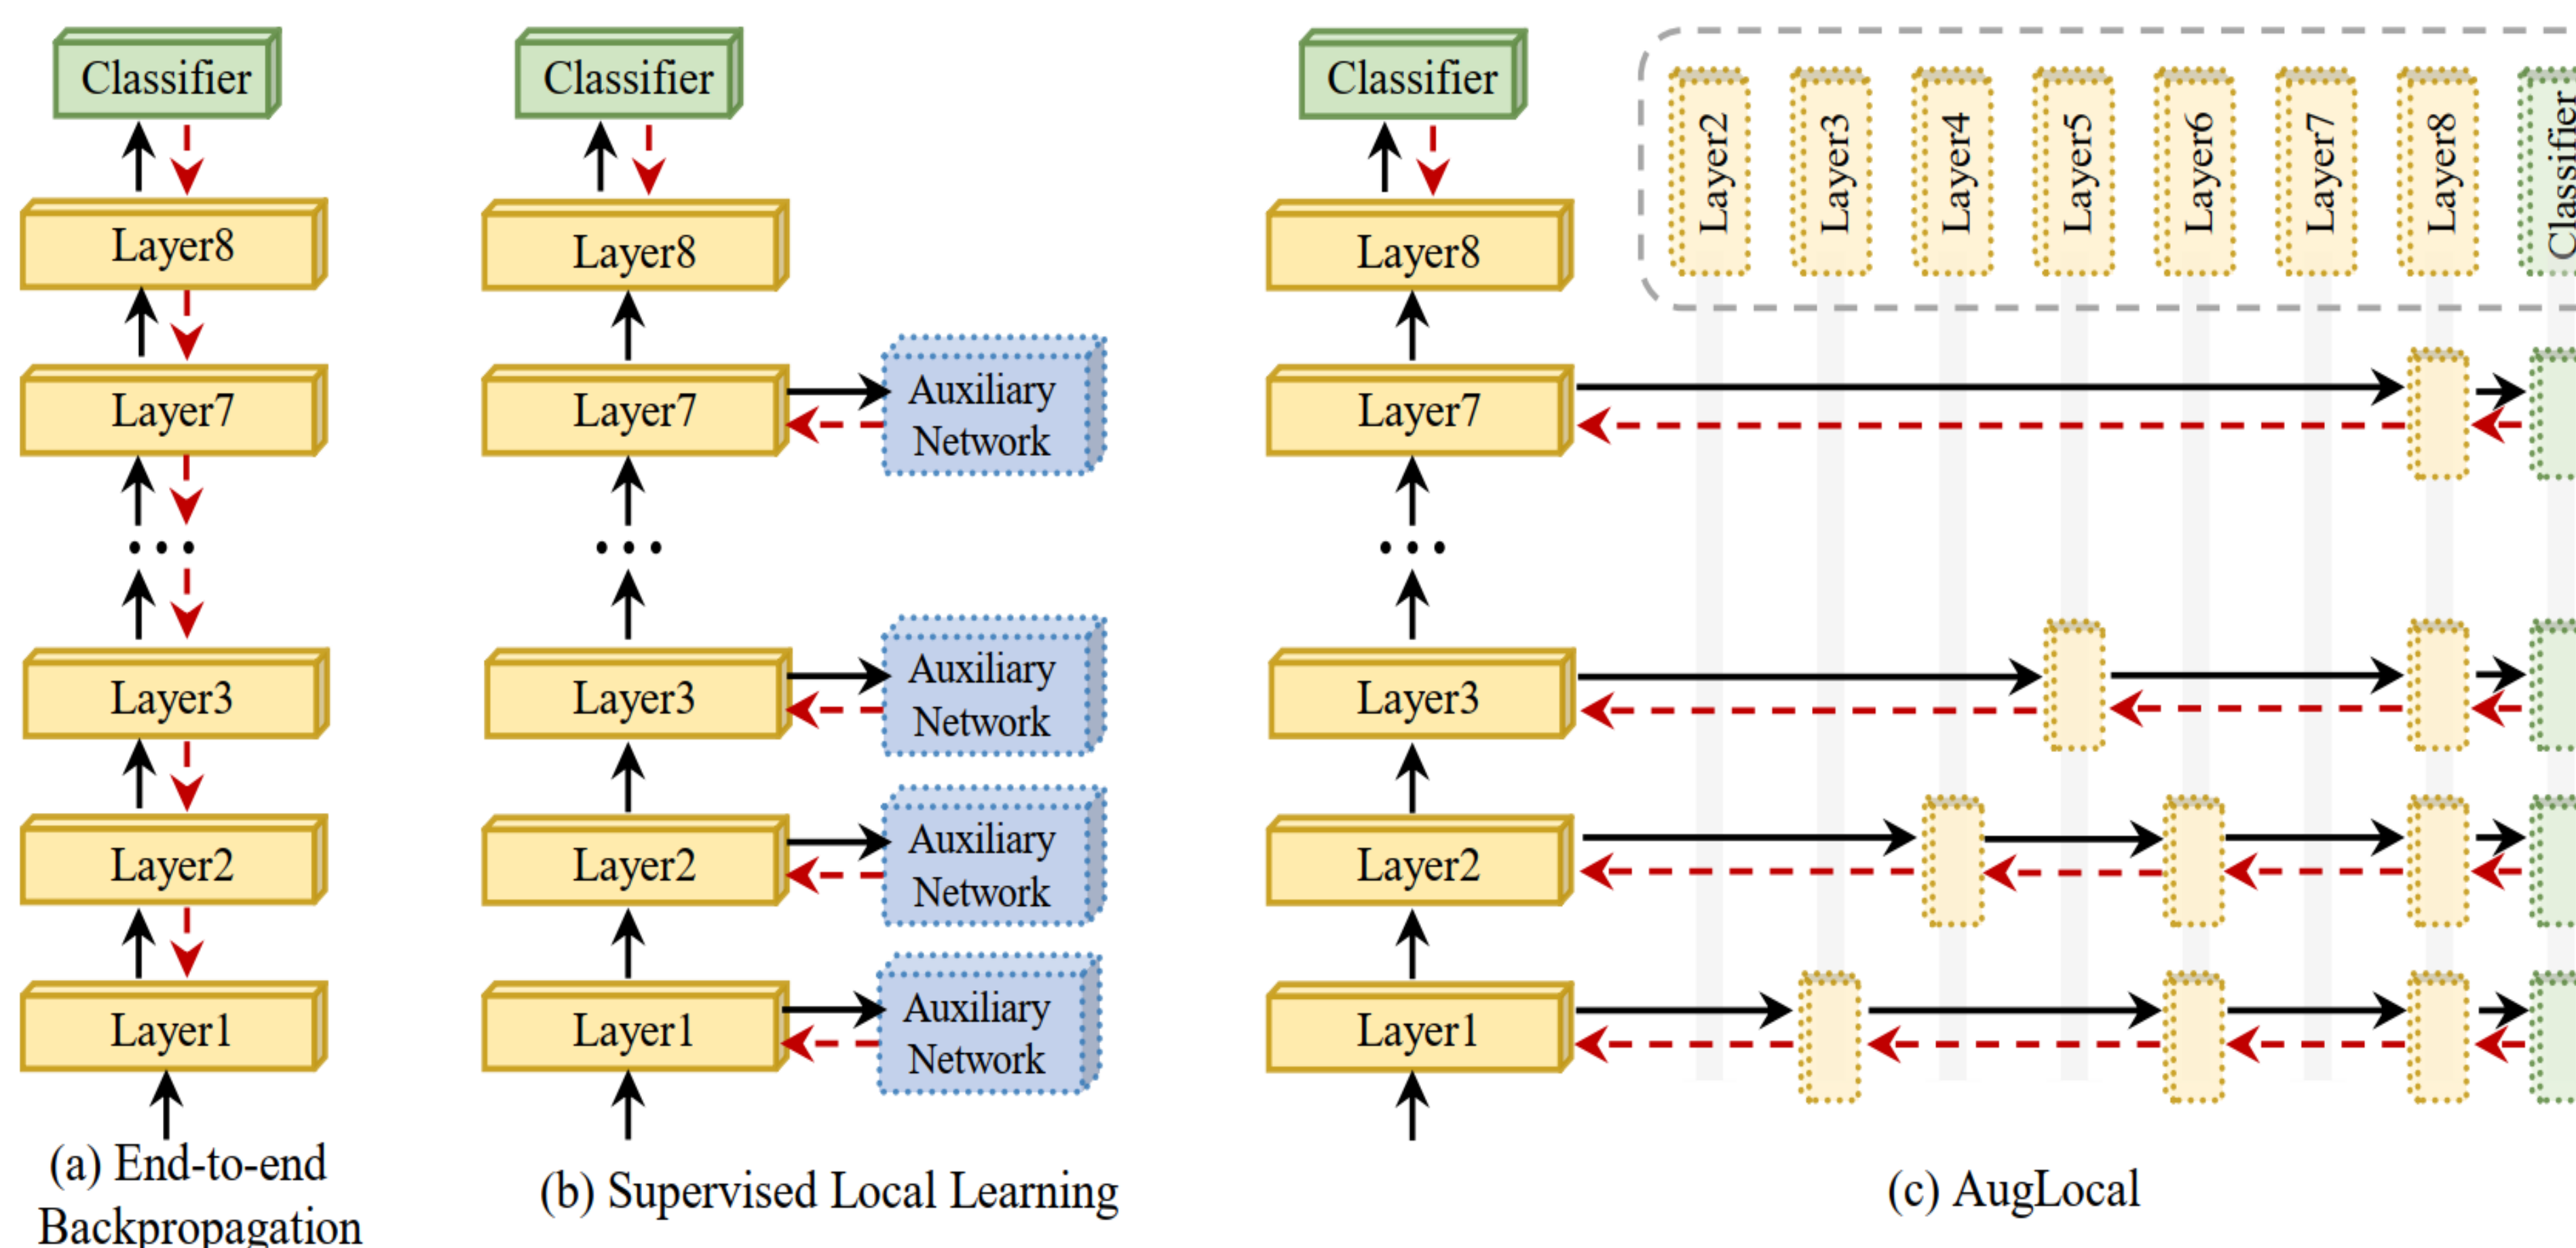 Classifier
Layer8
Layer7
...
Layer3
Layer2
Layer1
(a) End-to-end
Backpropagation
Classifier
Layer8
Layer7
Auxiliary
Network
...
Layer3
Auxiliary
Network
Layer2
Auxiliary
Network
Layer1
Auxiliary
Network
(b) Supervised Local Learning
Classifier
Layer8
Layer7
...
Layer3
Layer2
Layer1
Layer2
Layer3
Layer4
Layer5
Layer6
Layer7
Layer8
Classifier
(c) AugLocal